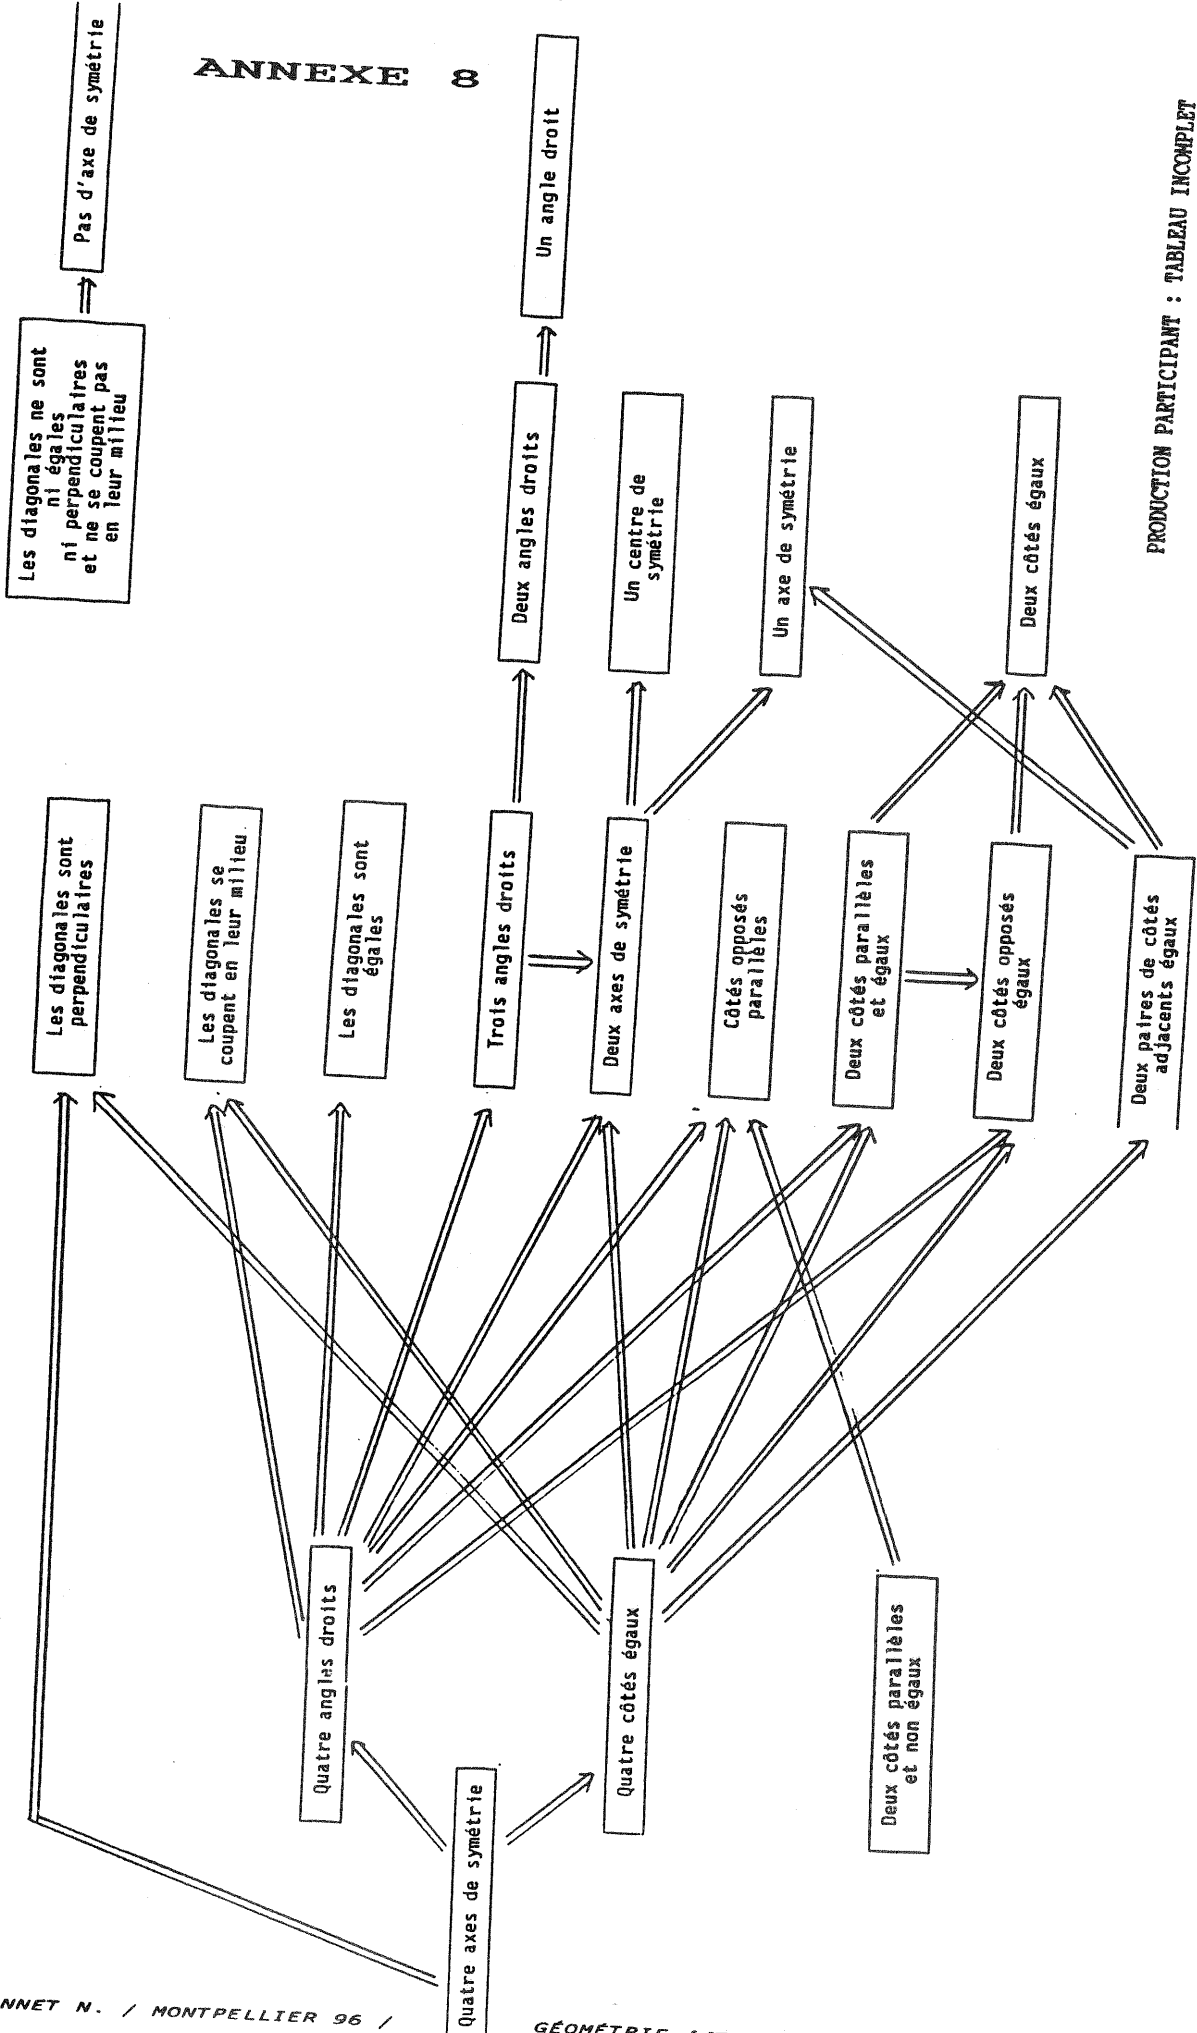 ANNEXE 8
Les diagonales ne sont
ni égales
ni perpendiculaires
et ne se coupent pas
en leur milieu
Pas d'axe de symétrie
Les diagonales sont
perpendiculaires
Les diagonales se
coupent en leur milieu
Les diagonales sont
égales
Quatre angles droits
Trois angles droits
Deux angles droits
Un angle droit
Quatre axes de symétrie
Deux axes de symétrie
Un centre de
symétrie
Quatre côtés égaux
Côtés opposés
parallèles
Un axe de symétrie
Deux côtés parallèles
et non égaux
Deux côtés parallèles
et égaux
Deux côtés opposés
égaux
Deux côtés égaux
Deux paires de côtés
adjacents égaux
PRODUCTION PARTICIPANT : TABLEAU INCOMPLET
NNET N. / MONTPELLIER 96 /
GÉOMÉTRIE